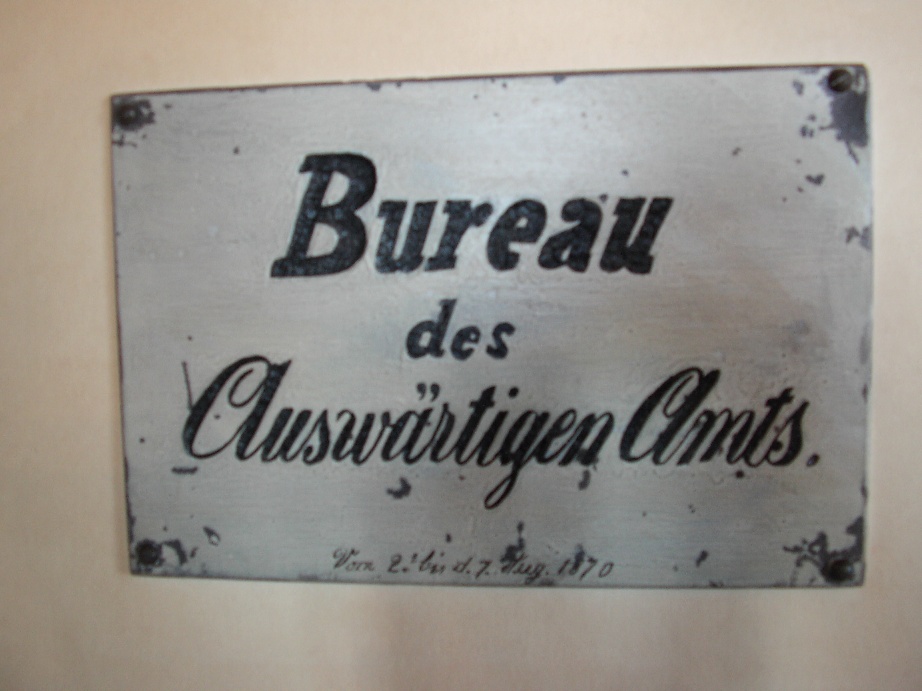 Bureau
des
Auswärtigen Amts.
Vom 2. bis d. 7. Aug. 1870